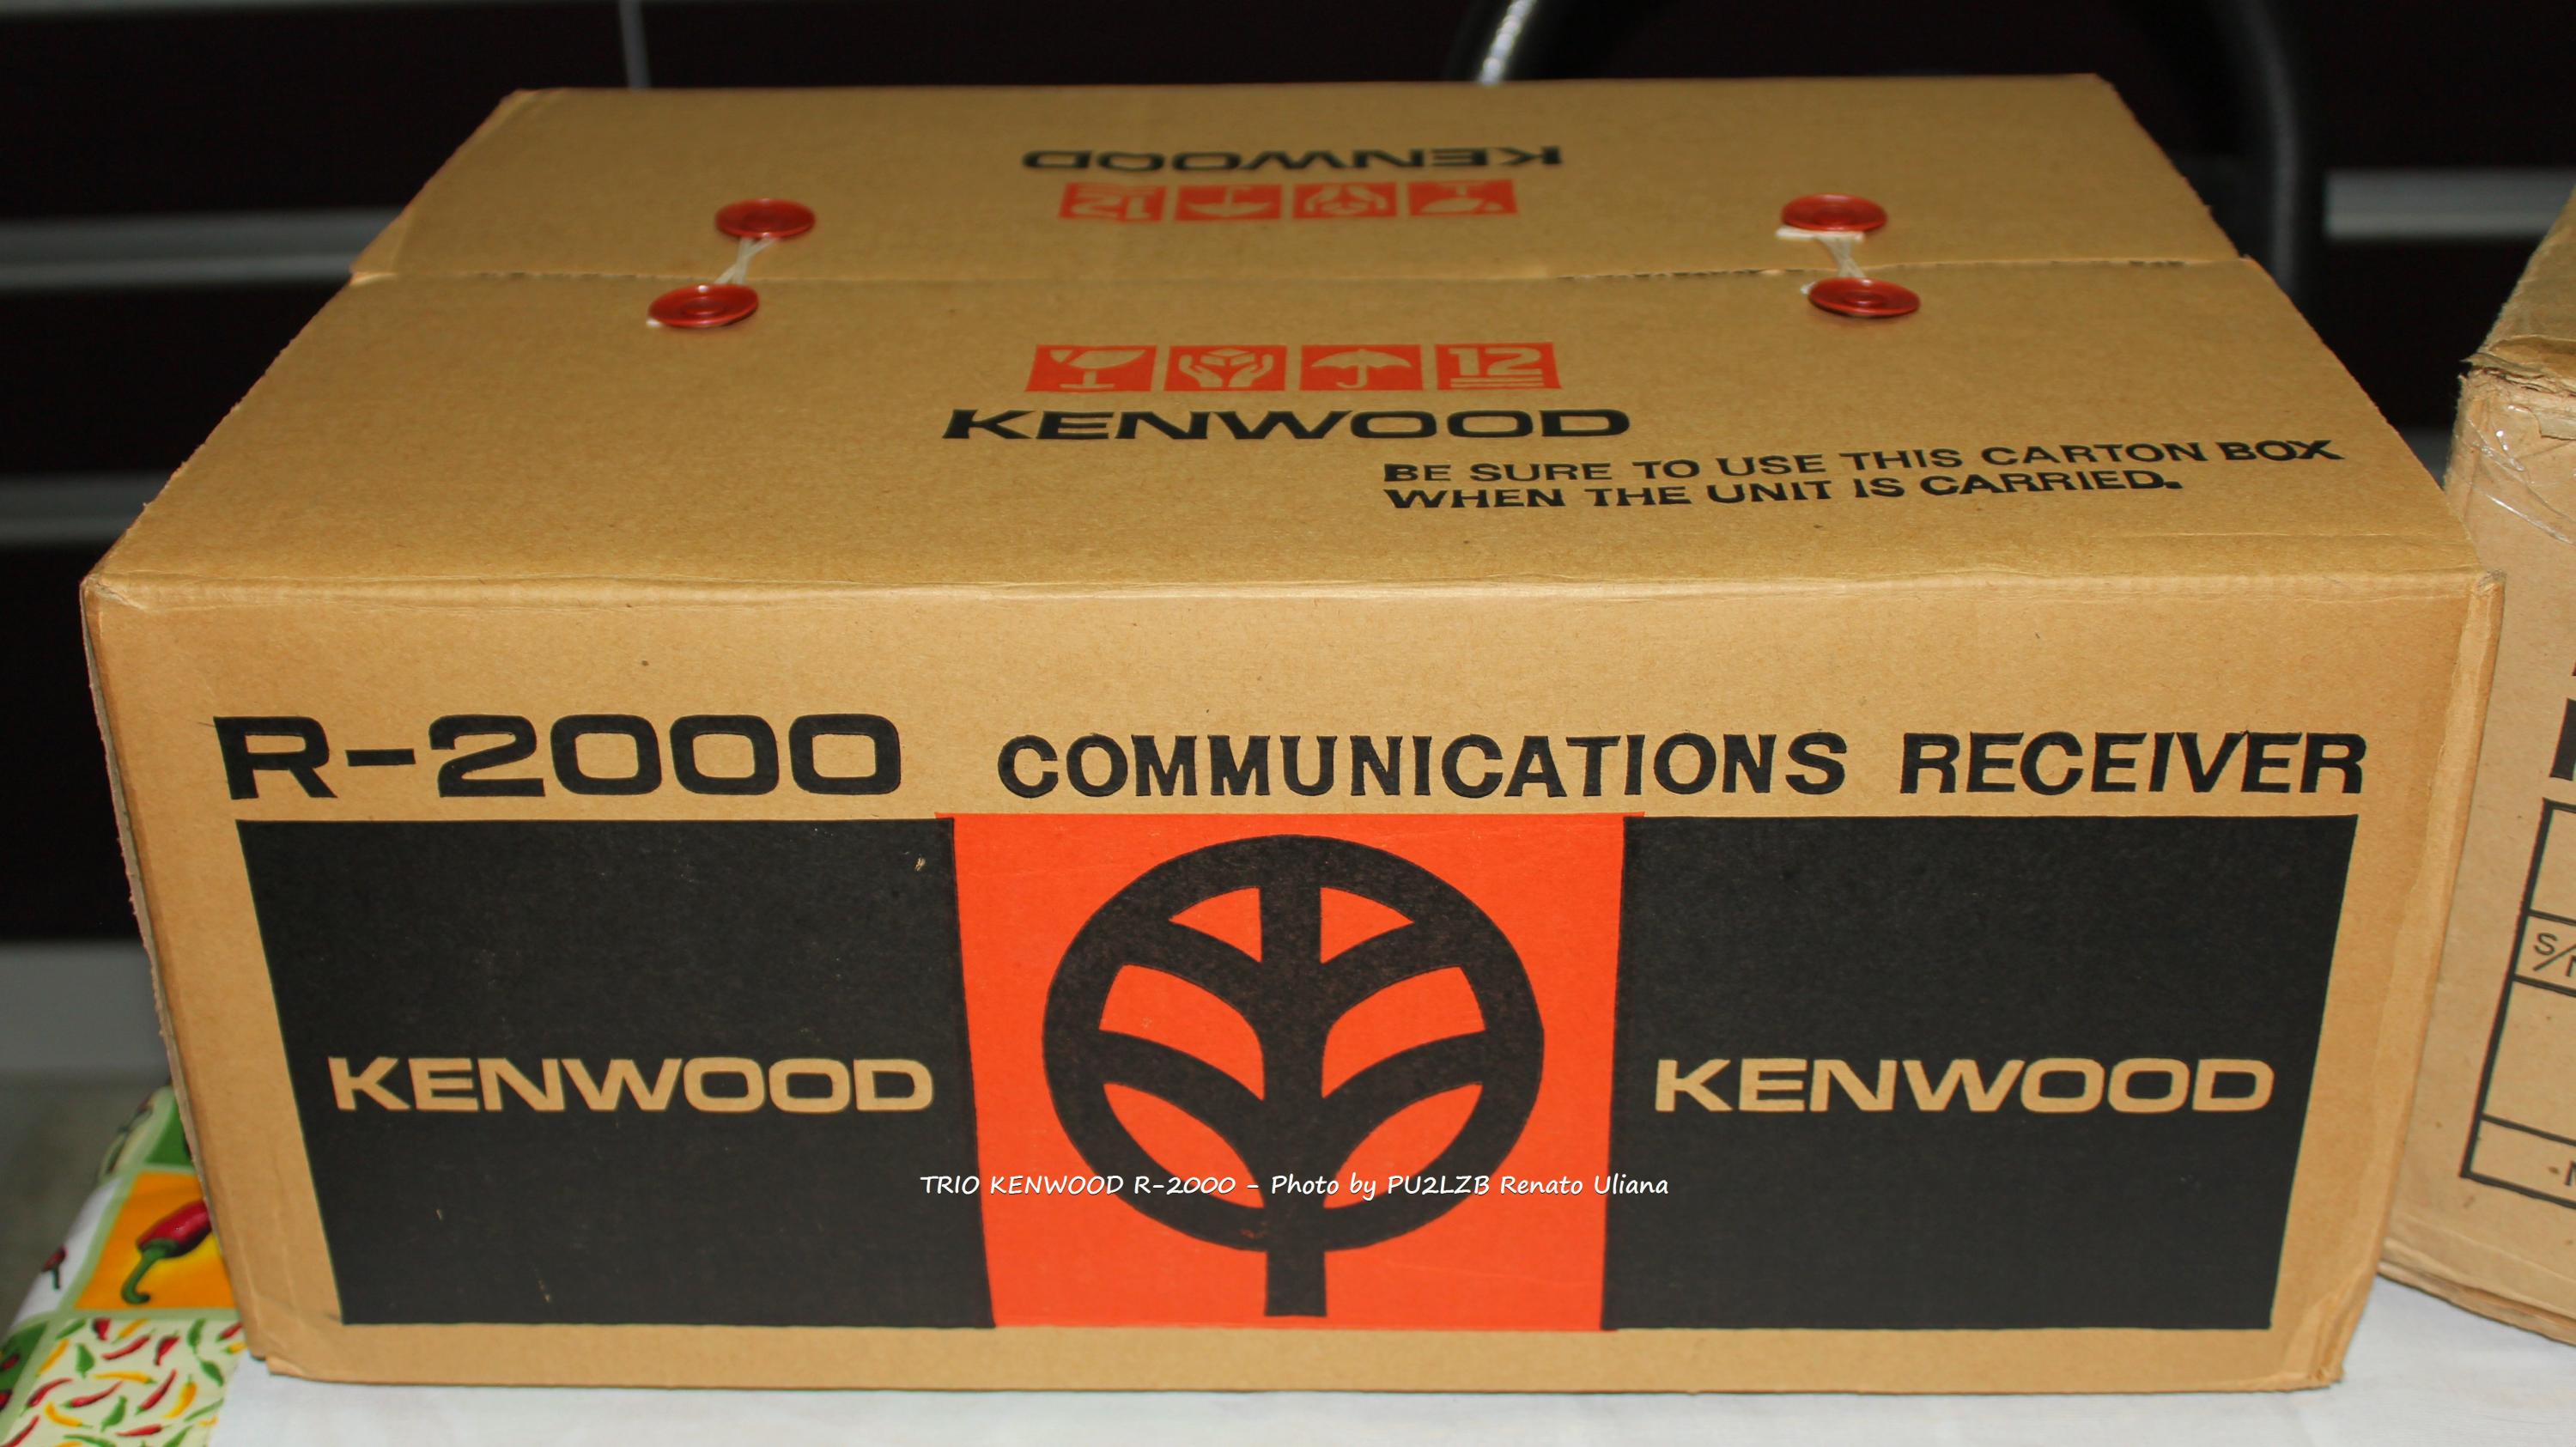 KENWOOD
12
12
KENWOOD
BE SURE TO USE THIS CARTON BOX
WHEN THE UNIT IS CARRIED.
R-2000 COMMUNICATIONS RECEIVER
KENWOOD KENWOOD
TRIO KENWOOD R-2000 - Photo by PU2LZB Renato Uliana